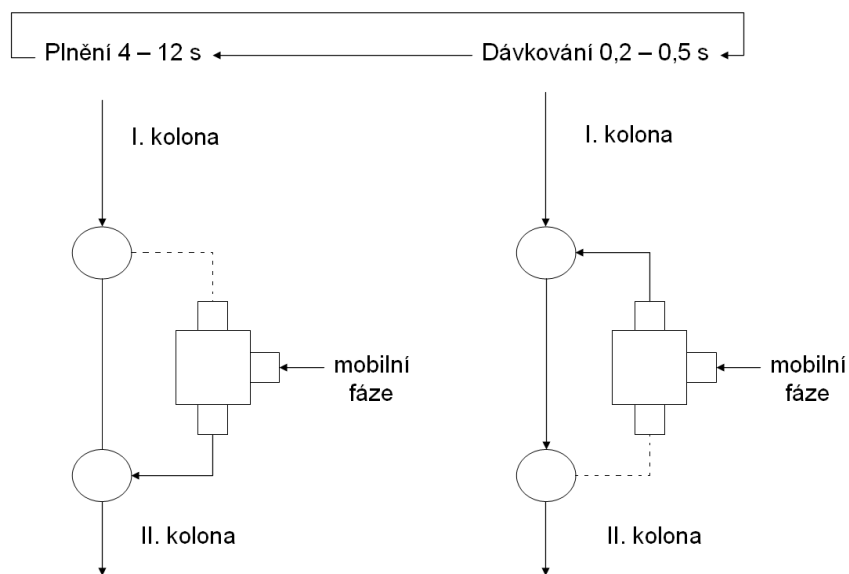 Plnění 4 – 12 s
Dávkování 0,2 – 0,5 s
I. kolona
I. kolona
mobilní
fáze
mobilní
fáze
II. kolona
II. kolona